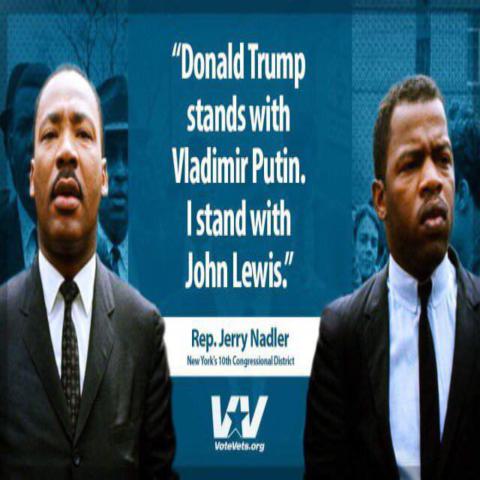 “Donald Trump
stands with
Vladimir Putin.
I stand with
John Lewis.”
Rep. Jerry Nadler
New York's 10th Congressional District
VV
VoteVets.org